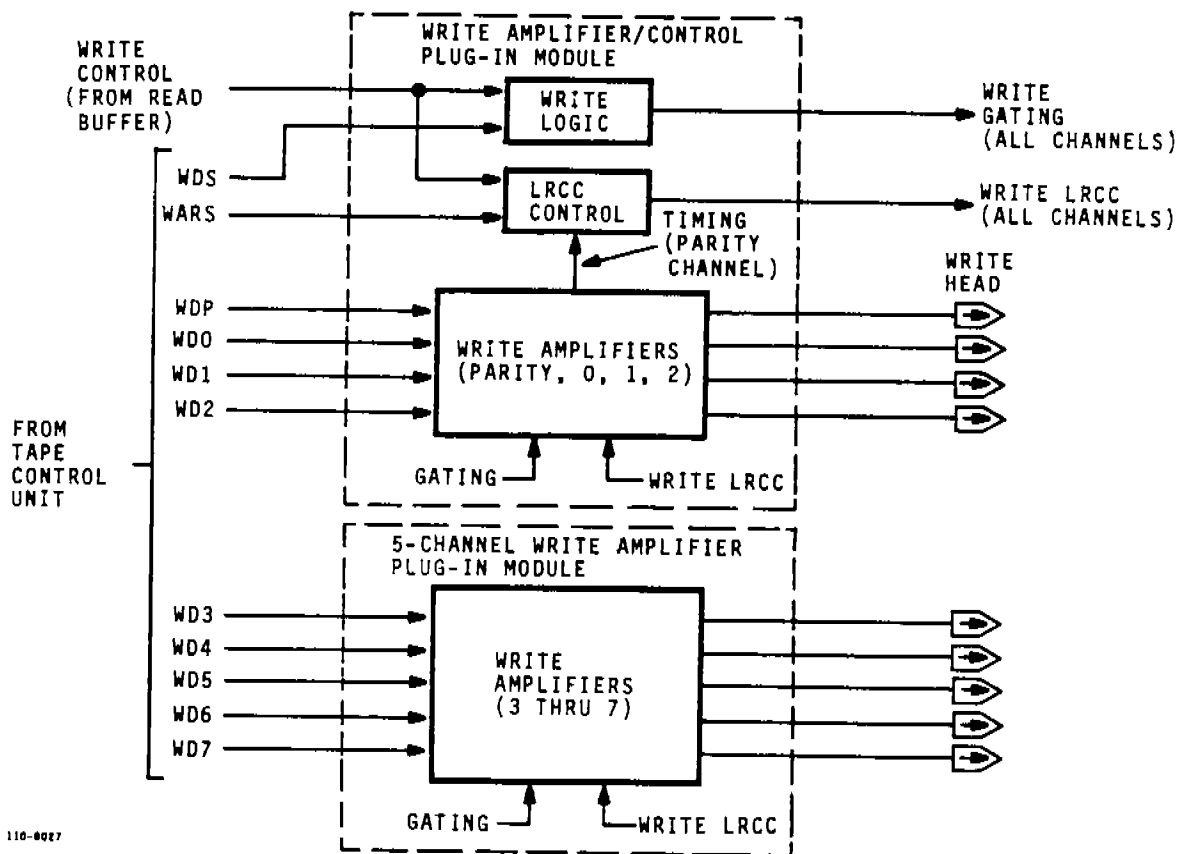 WRITE AMPLIFIER/CONTROL
PLUG-IN MODULE
WRITE
CONTROL
(FROM READ
BUFFER)
WRITE
LOGIC
WRITE
GATING
(ALL CHANNELS)
WDS
WARS
LRCC
CONTROL
WRITE LRCC
(ALL CHANNELS)
TIMING
(PARITY
CHANNEL)
WRITE
HEAD
WDP
WDO
WD1
WD2
WRITE AMPLIFIERS
(PARITY, 0, 1, 2)
FROM
TAPE
CONTROL
UNIT
GATING
WRITE LRCC
5-CHANNEL WRITE AMPLIFIER
PLUG-IN MODULE
WD3
WD4
WD5
WD6
WD7
WRITE
AMPLIFIERS
(3 THRU 7)
GATING
WRITE LRCC
110-0027